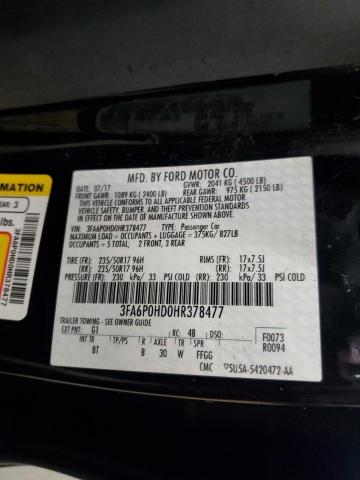 MFD. BY FORD MOTOR CO.
DATE: 07/17 GVWR: 2041 KG ( 4500 LB)
FRONT GAWR: 1089 KG ( 2400 LB) REAR GAWR: 975 KG ( 2150 LB)
THIS VEHICLE CONFORMS TO ALL APPLICABLE FEDERAL MOTOR
VEHICLE SAFETY, BUMPER, AND THEFT PREVENTION STANDARDS
IN EFFECT ON THE DATE OF MANUFACTURE SHOWN ABOVE.
VIN: 3FA6P0HD0HR378477 TYPE: Passenger Car
MAXIMUM LOAD = OCCUPANTS + LUGGAGE = 375KG/ 827LB
OCCUPANTS = 5 TOTAL, 2 FRONT, 3 REAR
TIRE (FR): 235/50R17 96H RIMS (FR): 17x7.5J
(RR): 235/50R17 96H (RR): 17x7.5J
PRESSURE (FR): 230 kPa/ 33 PSI COLD (RR): 230 kPa/ 33 PSI COLD
3FA6P0HD0HR378477
TRAILER TOWING - SEE OWNER GUIDE
EXT PNT: G1 RC: 48 DSO: F0073
R0094
INT TR TP/PS R AXLE TR SPR
BT B 30 W FFGG
CMC 5U5A-5420472-AA
RMATION
EAR: 3
lbs.
3FA6P0HD0HR378477